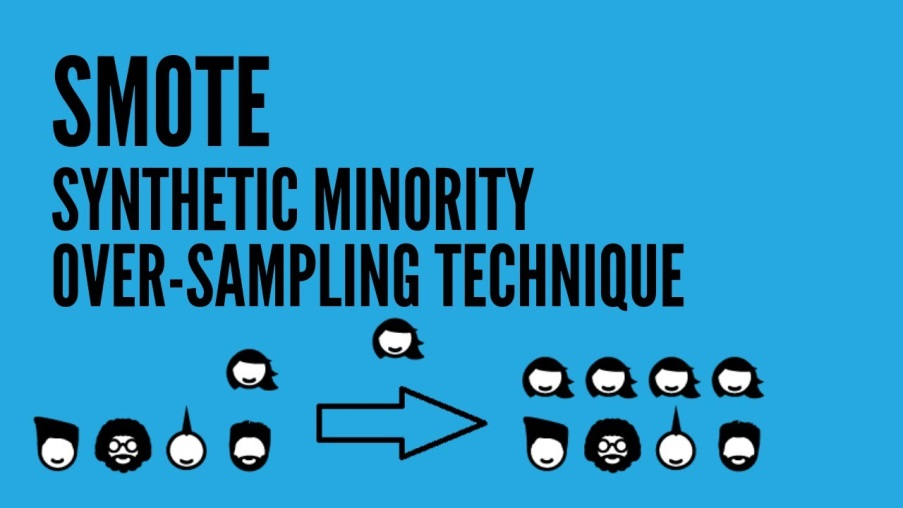 SMOTE
SYNTHETIC MINORITY
OVER-SAMPLING TECHNIQUE